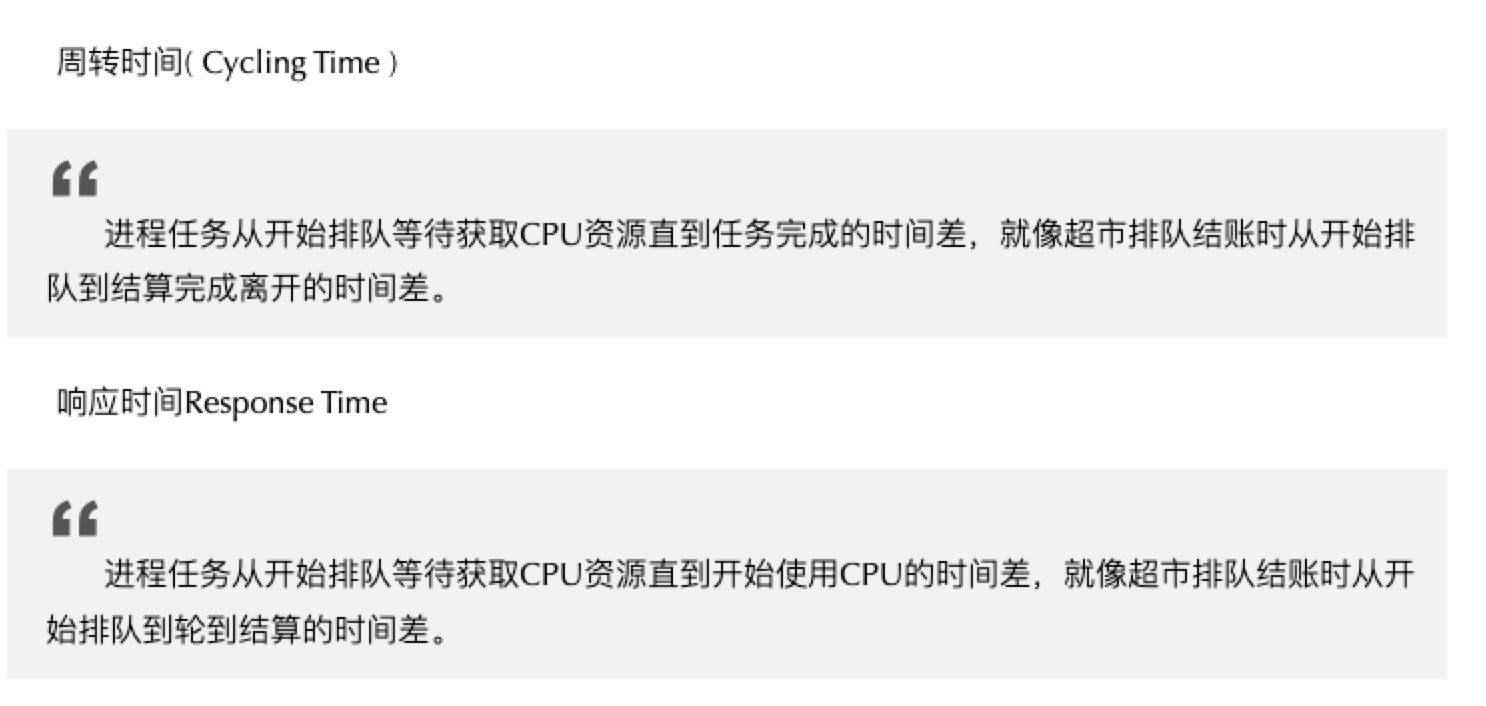 周转时间( Cycling Time )
“
进程任务从开始排队等待获取CPU资源直到任务完成的时间差，就像超市排队结账时从开始排
队到结算完成离开的时间差。
响应时间Response Time
“
进程任务从开始排队等待获取CPU资源直到开始使用CPU的时间差，就像超市排队结账时从开
始排队到轮到结算的时间差。